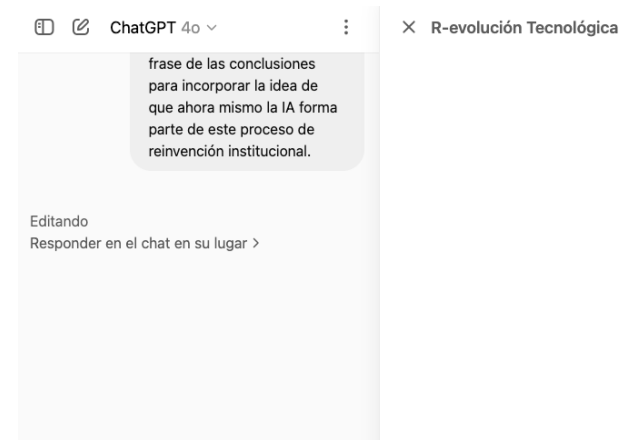 ChatGPT 4o
frase de las conclusiones
para incorporar la idea de
que ahora mismo la IA forma
parte de este proceso de
reinvención institucional.
Editando
Responder en el chat en su lugar >
R-evolución Tecnológica